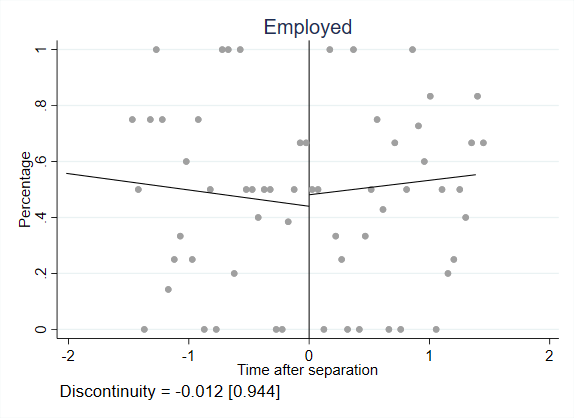 Employed
Percentage
1
.8
.6
.4
.2
0
-2
-1
0
1
2
Time after separation
Discontinuity = -0.012 [0.944]